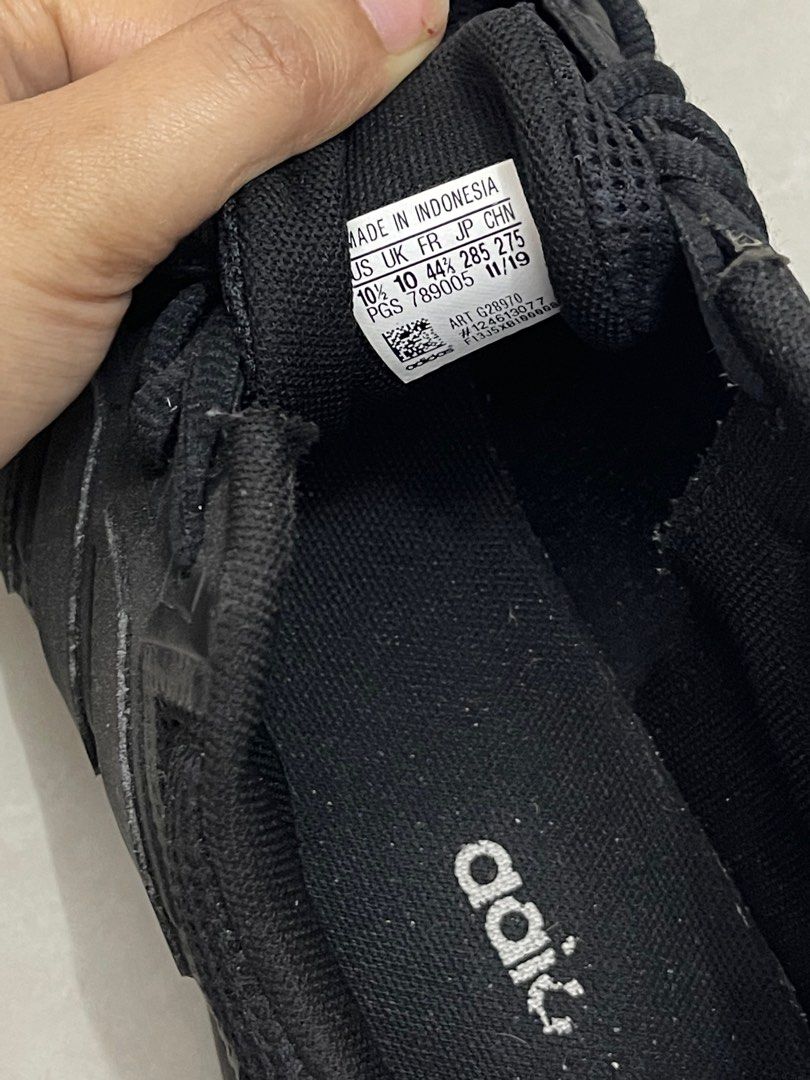 MADE IN INDONESIA
US UK FR JP CHN
10½ 10 44⅔ 285 275
PGS 789005 11/19
ART G28970
#124613077
adidas
adi